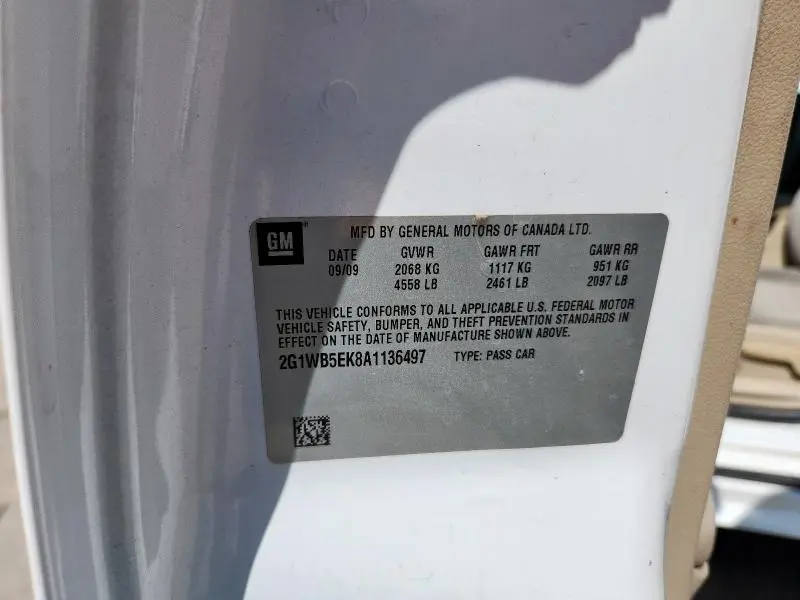 GM
MFD BY GENERAL MOTORS OF CANADA LTD.
DATE GVWR GAWR FRT GAWR RR
09/09 2068 KG 1117 KG 951 KG
4558 LB 2461 LB 2097 LB
THIS VEHICLE CONFORMS TO ALL APPLICABLE U.S. FEDERAL MOTOR
VEHICLE SAFETY, BUMPER, AND THEFT PREVENTION STANDARDS IN
EFFECT ON THE DATE OF MANUFACTURE SHOWN ABOVE.
2G1WB5EK8A1136497 TYPE: PASS CAR